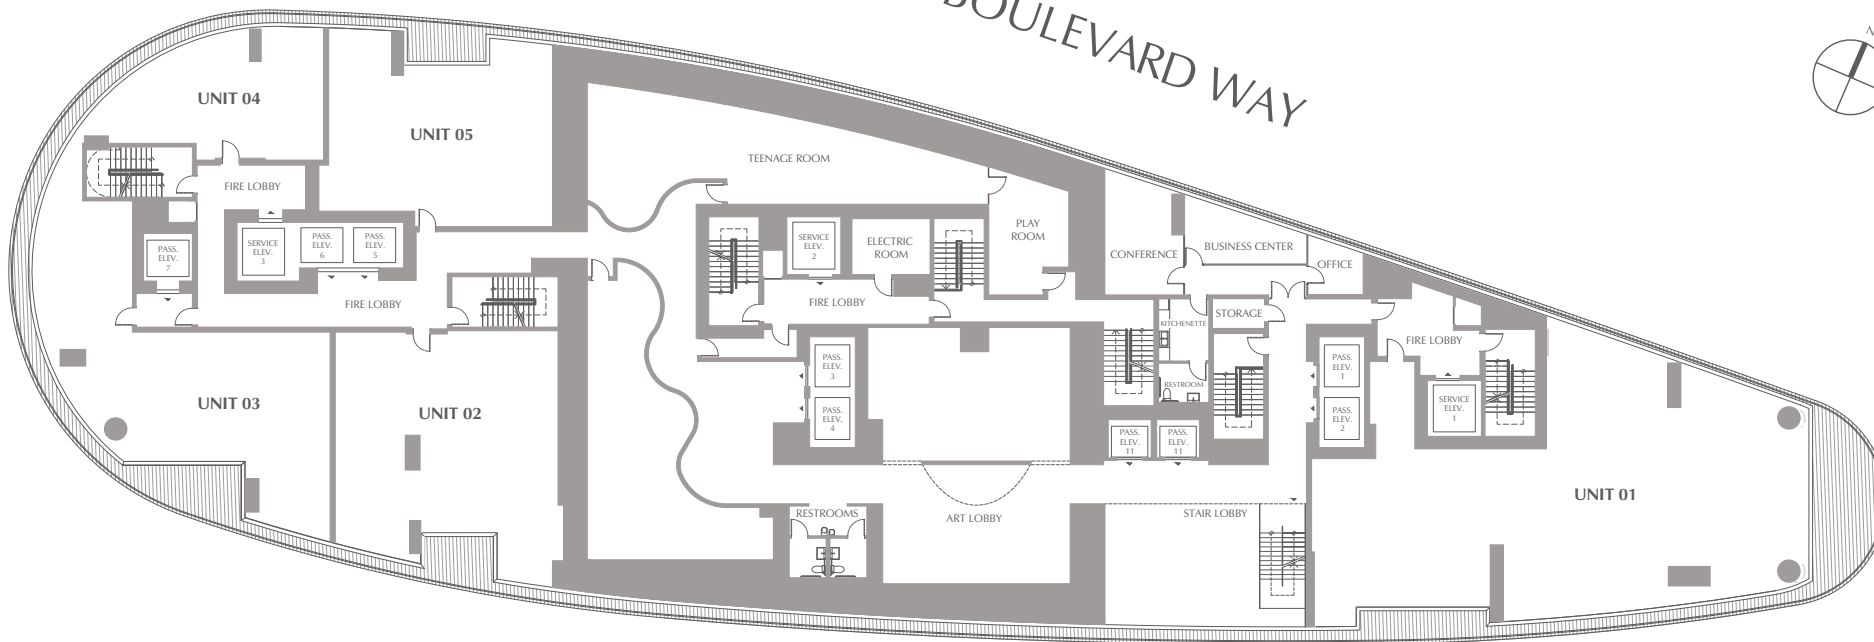 BOULEVARD WAY
N
UNIT 04
UNIT 05
TEENAGE ROOM
FIRE LOBBY
PASS.
ELEV.
7
SERVICE
ELEV.
3
PASS.
ELEV.
6
PASS.
ELEV.
5
FIRE LOBBY
SERVICE
ELEV.
2
ELECTRIC
ROOM
PLAY
ROOM
FIRE LOBBY
CONFERENCE
BUSINESS CENTER
OFFICE
KITCHENETTE
STORAGE
RESTROOM
FIRE LOBBY
PASS.
ELEV.
3
PASS.
ELEV.
4
PASS.
ELEV.
1
PASS.
ELEV.
2
SERVICE
ELEV.
1
PASS.
ELEV.
11
PASS.
ELEV.
11
UNIT 03
UNIT 02
UNIT 01
RESTROOMS
ART LOBBY
STAIR LOBBY